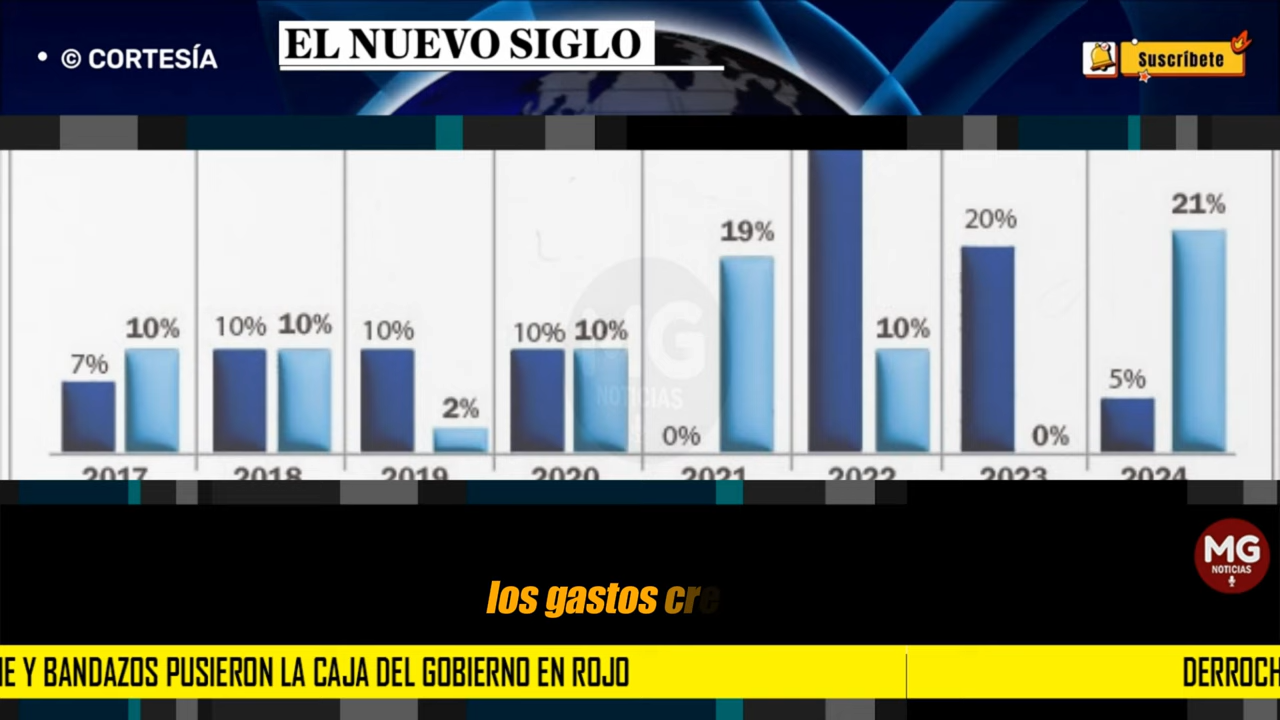 • © CORTESÍA
EL NUEVO SIGLO
Suscríbete
7% 10% 10% 10% 10% 2% 10% 10% 0% 19% 10% 20% 0% 5% 21%
MG
NOTICIAS
2017 2018 2019 2020 2021 2022 2023 2024
MG
NOTICIAS
los gastos cre
E Y BANDAZOS PUSIERON LA CAJA DEL GOBIERNO EN ROJO
DERROCH